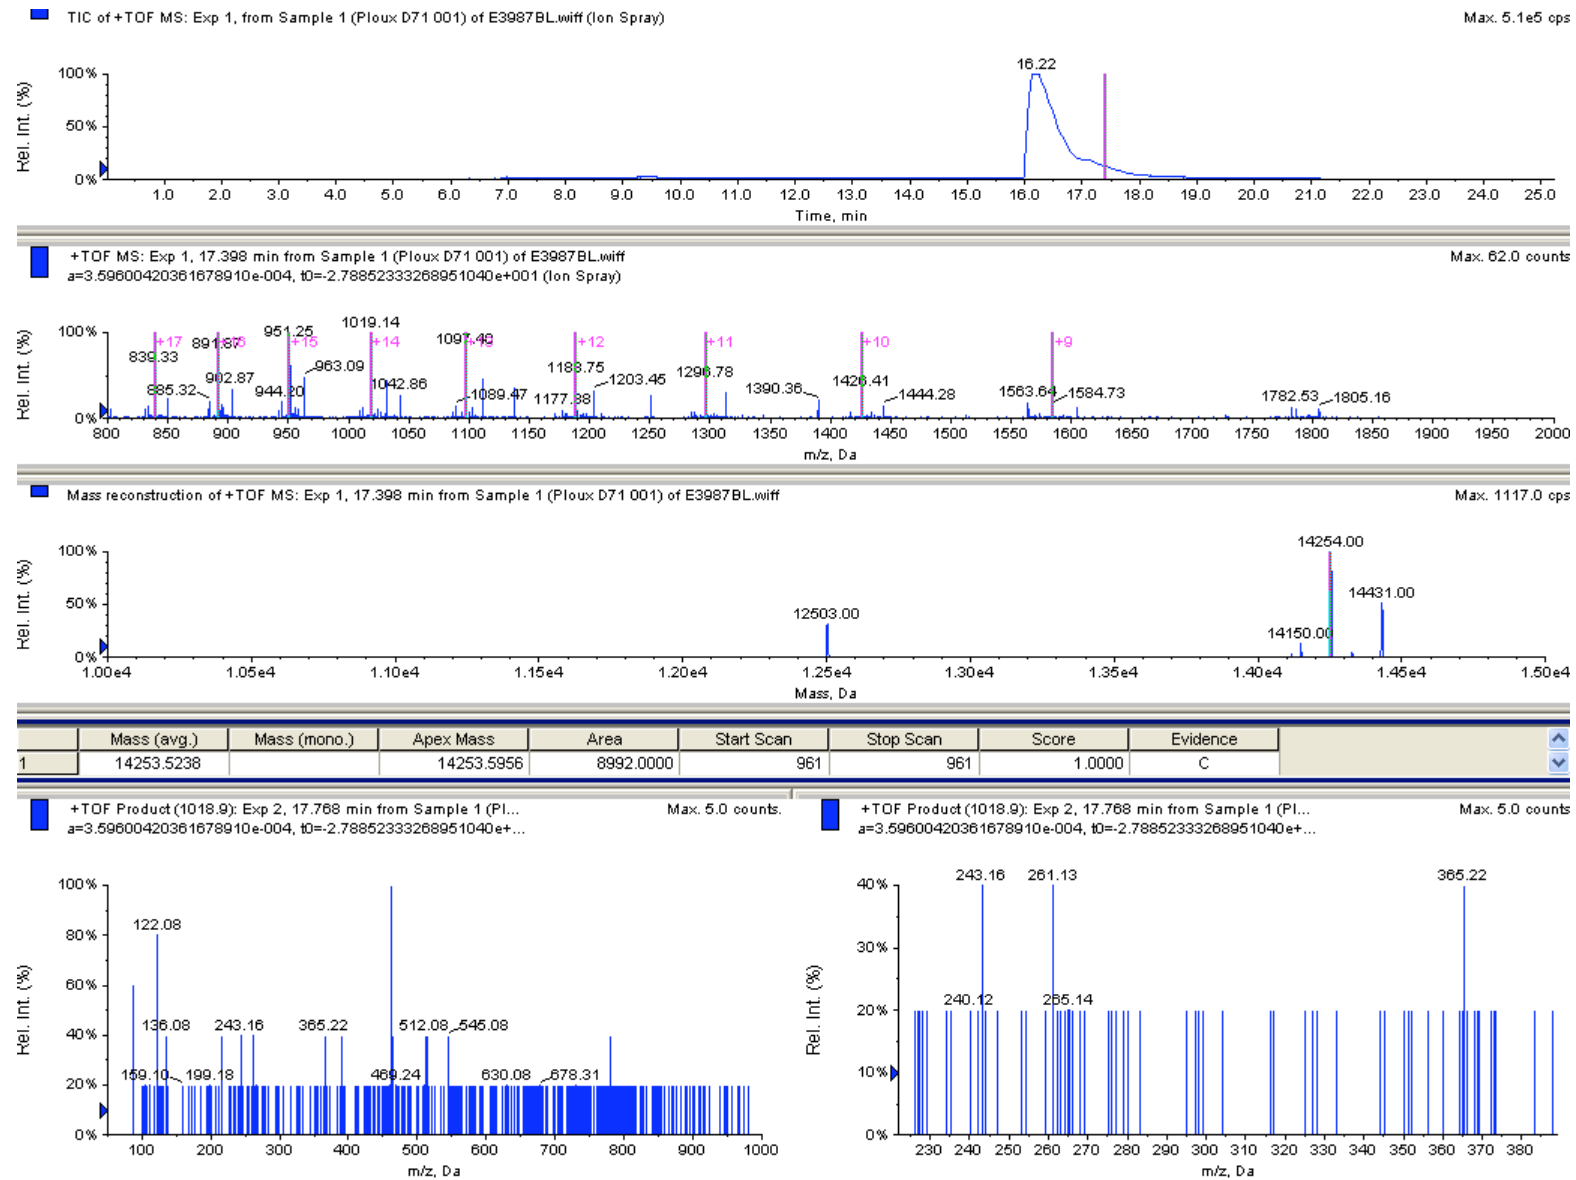 TIC of +TOF MS: Exp 1, from Sample 1 (Ploux D71 001) of E3987BL.wiff (Ion Spray) Max. 5.1e5 cps
16.22
100%
50%
0%
Rel. Int. (%)
1.0 2.0 3.0 4.0 5.0 6.0 7.0 8.0 9.0 10.0 11.0 12.0 13.0 14.0 15.0 16.0 17.0 18.0 19.0 20.0 21.0 22.0 23.0 24.0 25.0
Time, min
+TOF MS: Exp 1, 17.398 min from Sample 1 (Ploux D71 001) of E3987BL.wiff Max. 62.0 counts
a=3.59600420361678910e-004, t0=-2.78852333268951040e+001 (Ion Spray)
1019.14
951.25
891.87 1097.40
+17 +15 +14 +12 +11 +10 +9
839.33 963.09 1188.75 1296.78 1426.41
885.32 902.87 944.20 1042.86 1089.47 1177.88 1203.45 1390.36 1444.28 1563.64 1584.73 1782.53 1805.16
100%
50%
0%
Rel. Int. (%)
800 850 900 950 1000 1050 1100 1150 1200 1250 1300 1350 1400 1450 1500 1550 1600 1650 1700 1750 1800 1850 1900 1950 2000
m/z, Da
Mass reconstruction of +TOF MS: Exp 1, 17.398 min from Sample 1 (Ploux D71 001) of E3987BL.wiff Max. 1117.0 cps
14254.00
14431.00
12503.00
14150.00
100%
50%
0%
Rel. Int. (%)
1.00e4 1.05e4 1.10e4 1.15e4 1.20e4 1.25e4 1.30e4 1.35e4 1.40e4 1.45e4 1.50e4
Mass, Da
Mass (avg.) Mass (mono.) Apex Mass Area Start Scan Stop Scan Score Evidence
1 14253.5238 14253.5956 8992.0000 961 961 1.0000 C
+TOF Product (1018.9): Exp 2, 17.768 min from Sample 1 (Pl... Max. 5.0 counts.
a=3.59600420361678910e-004, t0=-2.78852333268951040e+...
122.08
136.08 243.16 365.22 512.08 545.08
159.10 199.18 469.24 630.08 678.31
100%
80%
60%
40%
20%
0%
Rel. Int. (%)
100 200 300 400 500 600 700 800 900 1000
m/z, Da
+TOF Product (1018.9): Exp 2, 17.768 min from Sample 1 (Pl... Max. 5.0 counts
a=3.59600420361678910e-004, t0=-2.78852333268951040e+...
243.16 261.13 365.22
240.12 265.14
40%
30%
20%
10%
0%
Rel. Int. (%)
230 240 250 260 270 280 290 300 310 320 330 340 350 360 370 380
m/z, Da